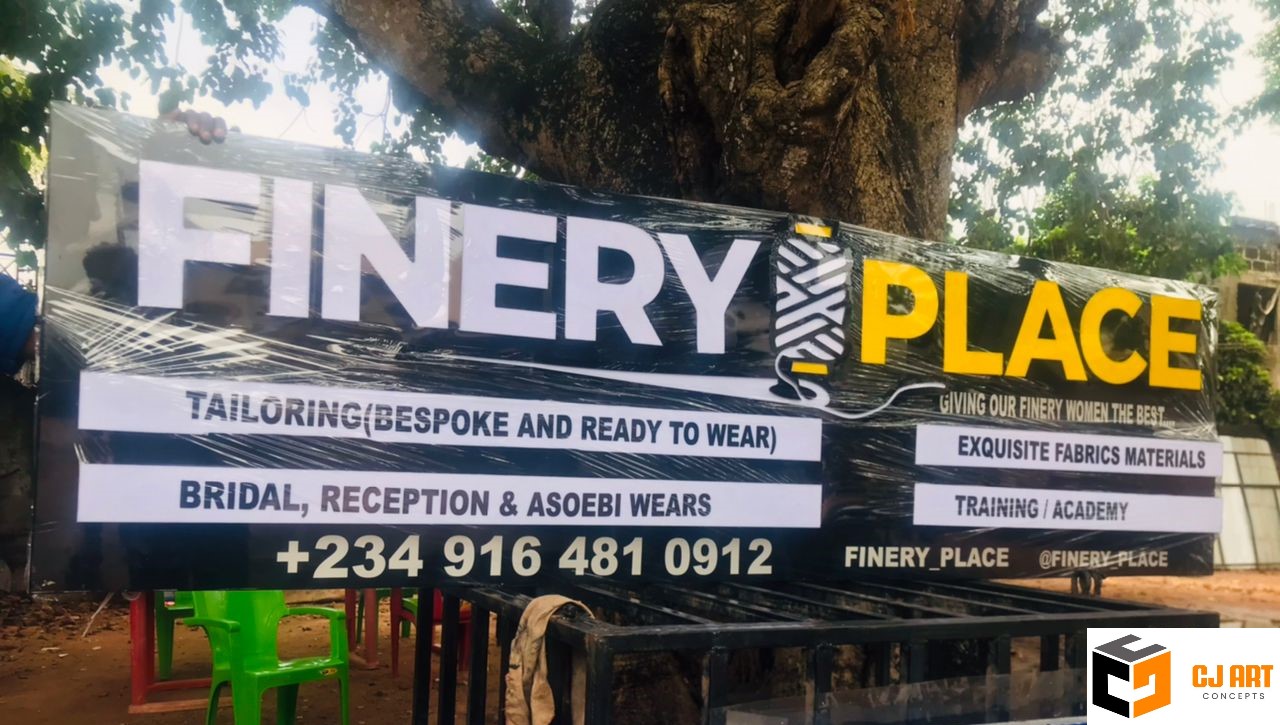 FINERY PLACE
GIVING OUR FINERY WOMEN THE BEST...
TAILORING(BESPOKE AND READY TO WEAR)
BRIDAL, RECEPTION & ASOEBI WEARS
EXQUISITE FABRICS MATERIALS
TRAINING / ACADEMY
+234 916 481 0912
FINERY_PLACE @FINERY_PLACE
CJ ART
CONCEPTS